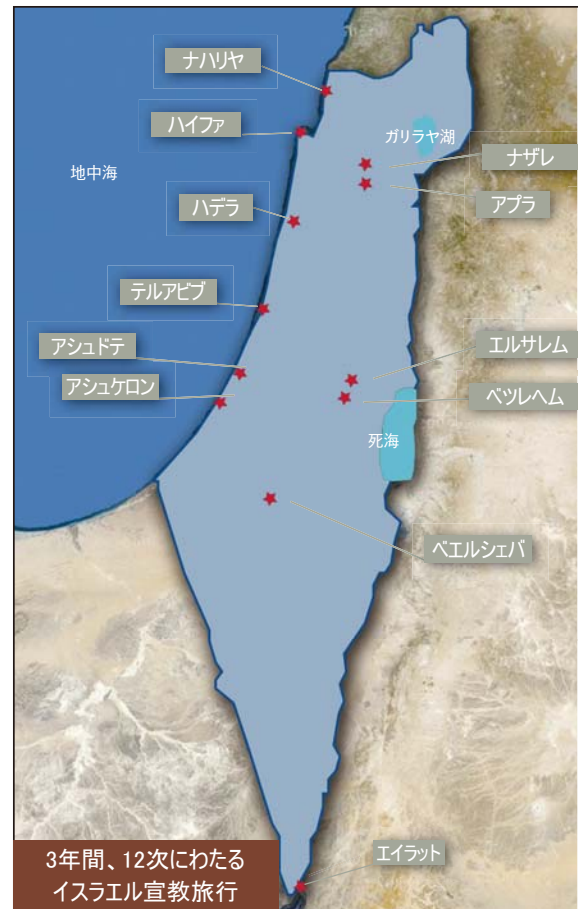 ナハリヤ
ハイファ
ガリラヤ湖
ナザレ
地中海
アプラ
ハデラ
テルアビブ
アシュドテ
エルサレム
アシュケロン
ベツレヘム
死海
ベエルシェバ
エイラット
3年間、12次にわたる
イスラエル宣教旅行